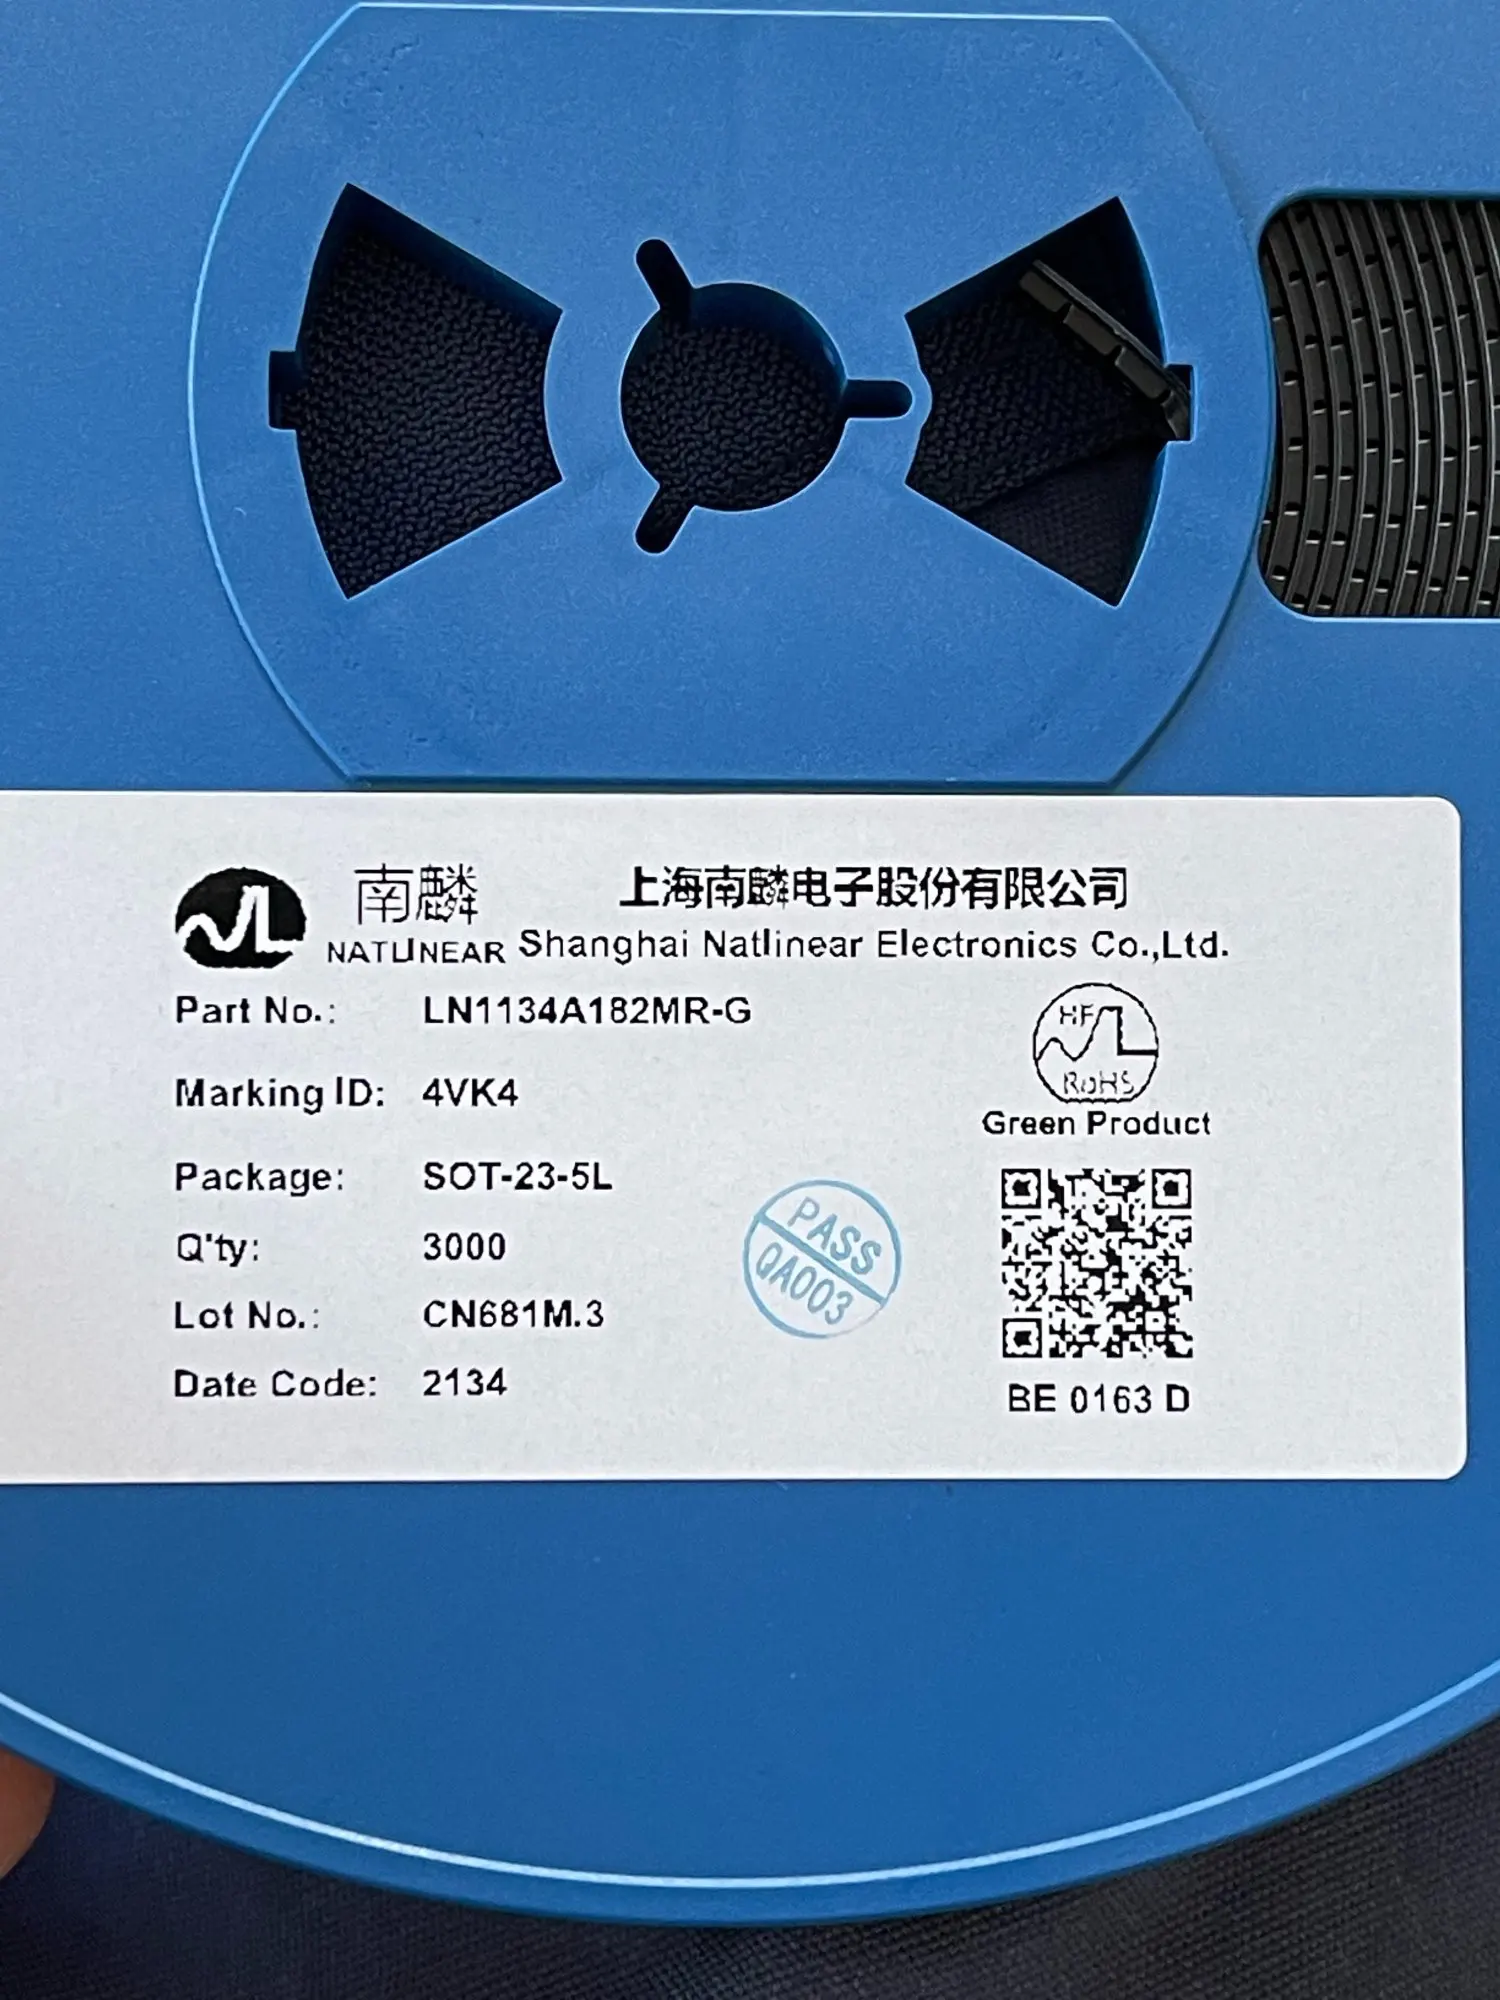 南麟
NATLINEAR
上海南麟电子股份有限公司
Shanghai Natlinear Electronics Co.,Ltd.
Part No.: LN1134A182MR-G
HF
RoHS
Green Product
Marking ID: 4VK4
Package: SOT-23-5L
Q'ty: 3000
Lot No.: CN681M.3
Date Code: 2134
PASS
QA003
BE 0163 D